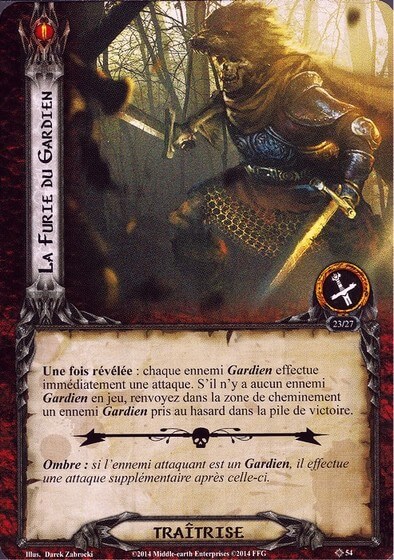 LA FURIE DU GARDIEN
23/27
Une fois révélée : chaque ennemi Gardien effectue
immédiatement une attaque. S'il n'y a aucun ennemi
Gardien en jeu, renvoyez dans la zone de cheminement
un ennemi Gardien pris au hasard dans la pile de victoire.
Ombre : si l'ennemi attaquant est un Gardien, il effectue
une attaque supplémentaire après celle-ci.
TRAÎTRISE
Illus. Darek Zabrocki
©2014 Middle-earth Enterprises ©2014 FFG
54